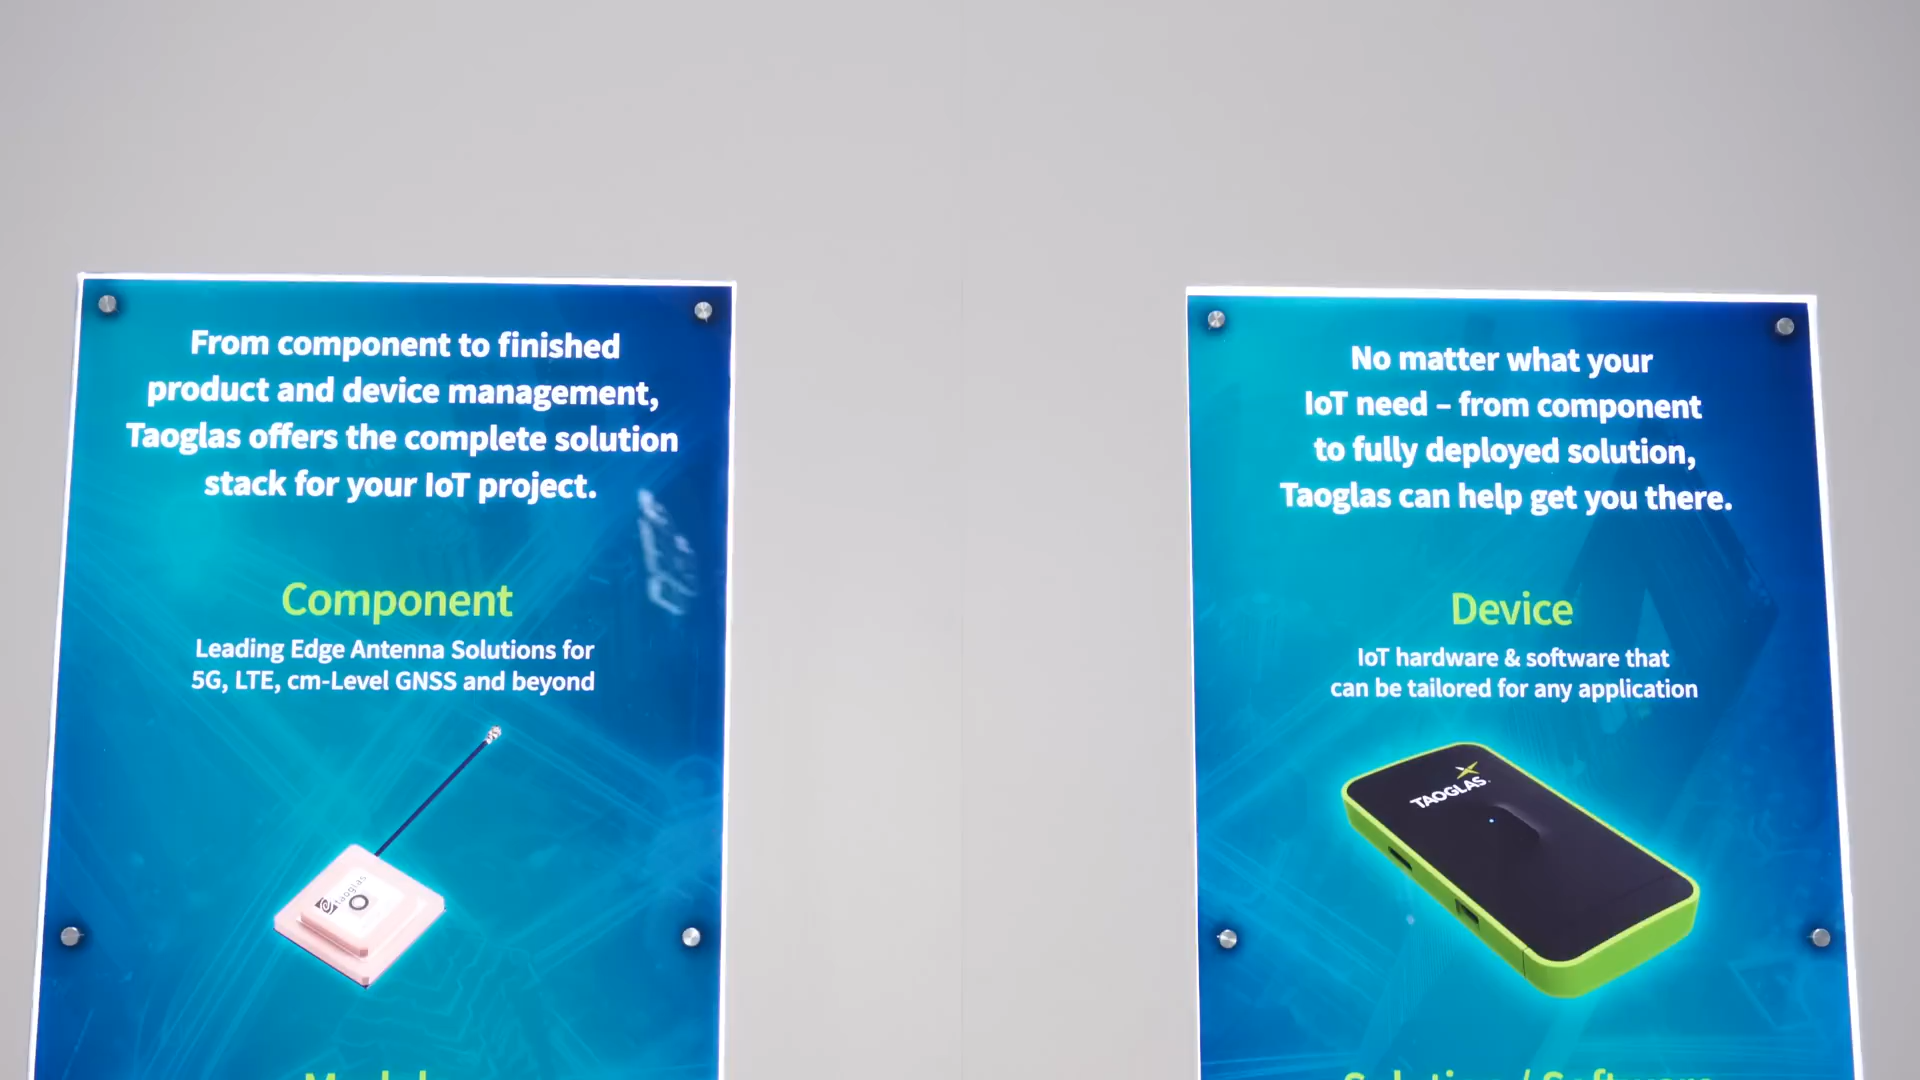 From component to finished
product and device management,
Taoglas offers the complete solution
stack for your IoT project.
Component
Leading Edge Antenna Solutions for
5G, LTE, cm-Level GNSS and beyond
taoglas
No matter what your
IoT need – from component
to fully deployed solution,
Taoglas can help get you there.
Device
IoT hardware & software that
can be tailored for any application
TAOGLAS
Solution / Software